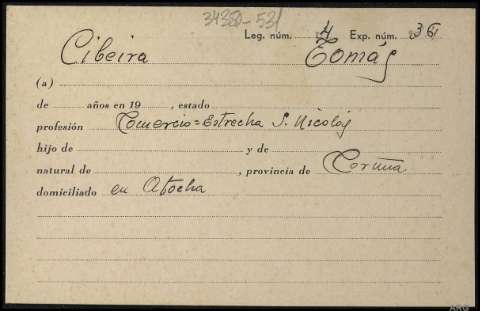 34380-531
Leg. núm. 4 Exp. núm. 361
Cibeira Tomás
(a)
de años en 19 , estado
profesión Comercio=estrecha S. Nicolás
hijo de y de
natural de , provincia de Coruña
domiciliado en Atocha
ARG